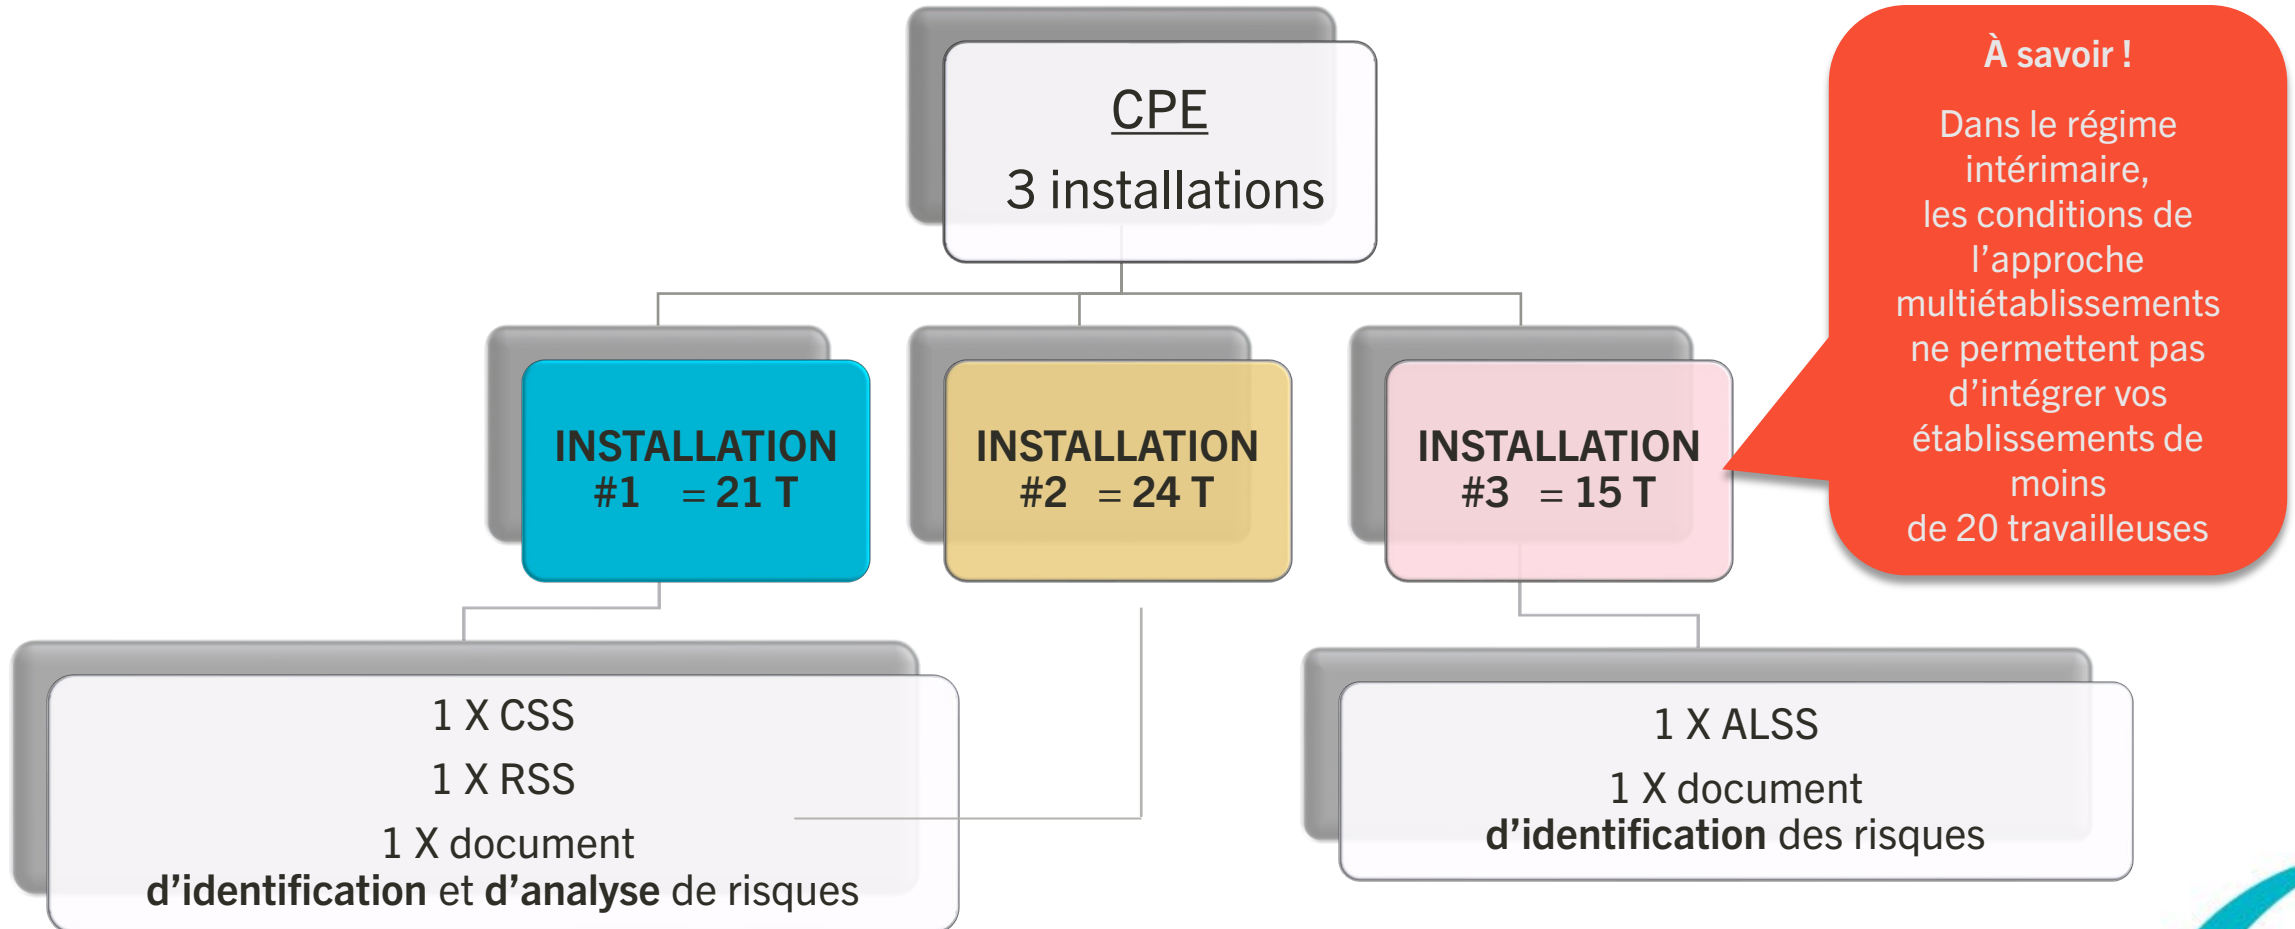 CPE
3 installations
À savoir !
Dans le régime
intérimaire,
les conditions de
l’approche
multiétablissements
ne permettent pas
d’intégrer vos
établissements de
moins
de 20 travailleuses
INSTALLATION
#1 = 21 T
INSTALLATION
#2 = 24 T
INSTALLATION
#3 = 15 T
1 X CSS
1 X RSS
1 X document
d’identification et d’analyse de risques
1 X ALSS
1 X document
d’identification des risques